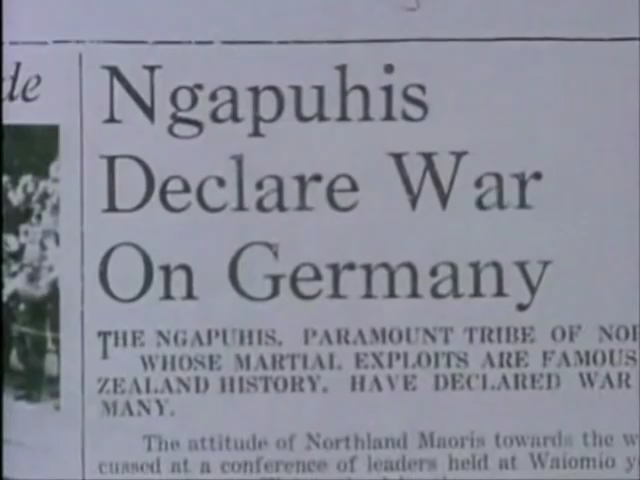 de
Ngapuhis
Declare War
On Germany
THE NGAPUHIS, PARAMOUNT TRIBE OF NOR
WHOSE MARTIAL EXPLOITS ARE FAMOUS
ZEALAND HISTORY, HAVE DECLARED WAR
MANY.
The attitude of Northland Maoris towards the w
cussed at a conference of leaders held at Waiomio y